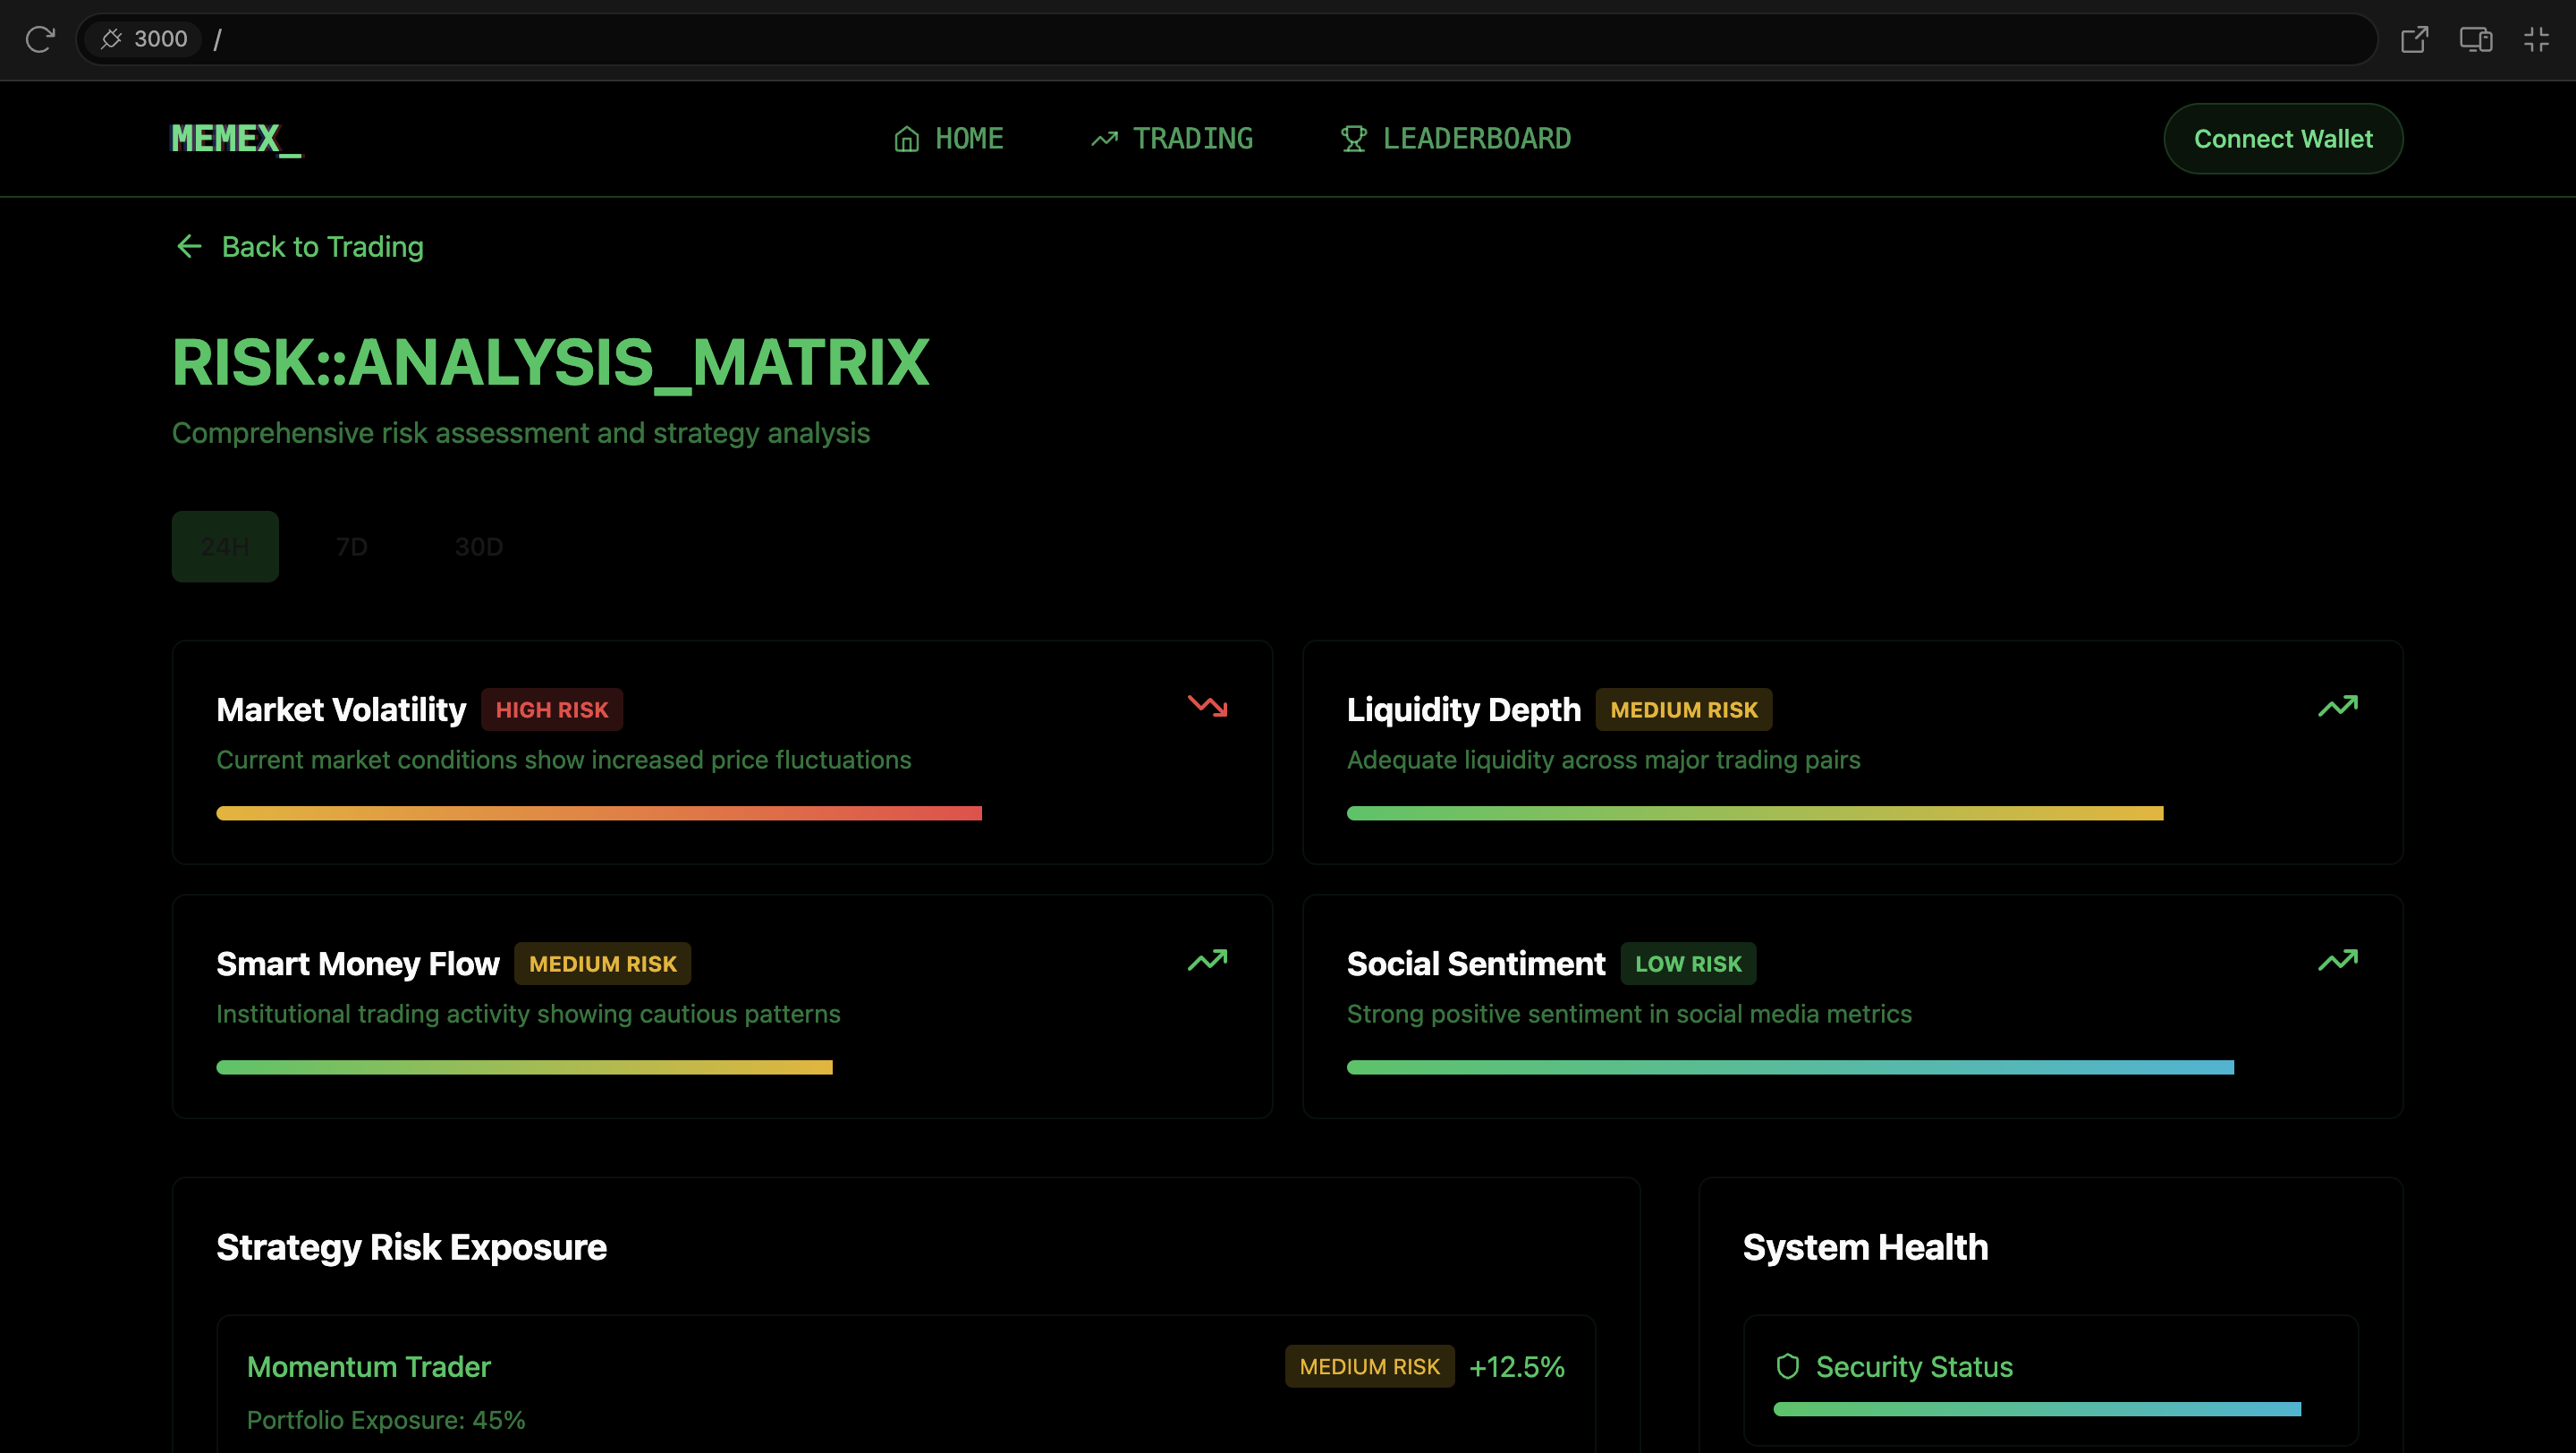 3000 /
MEMEX_
HOME
TRADING
LEADERBOARD
Connect Wallet
Back to Trading
RISK::ANALYSIS_MATRIX
Comprehensive risk assessment and strategy analysis
24H
7D
30D
Market Volatility
HIGH RISK
Current market conditions show increased price fluctuations
Liquidity Depth
MEDIUM RISK
Adequate liquidity across major trading pairs
Smart Money Flow
MEDIUM RISK
Institutional trading activity showing cautious patterns
Social Sentiment
LOW RISK
Strong positive sentiment in social media metrics
Strategy Risk Exposure
Momentum Trader
MEDIUM RISK
+12.5%
Portfolio Exposure: 45%
System Health
Security Status